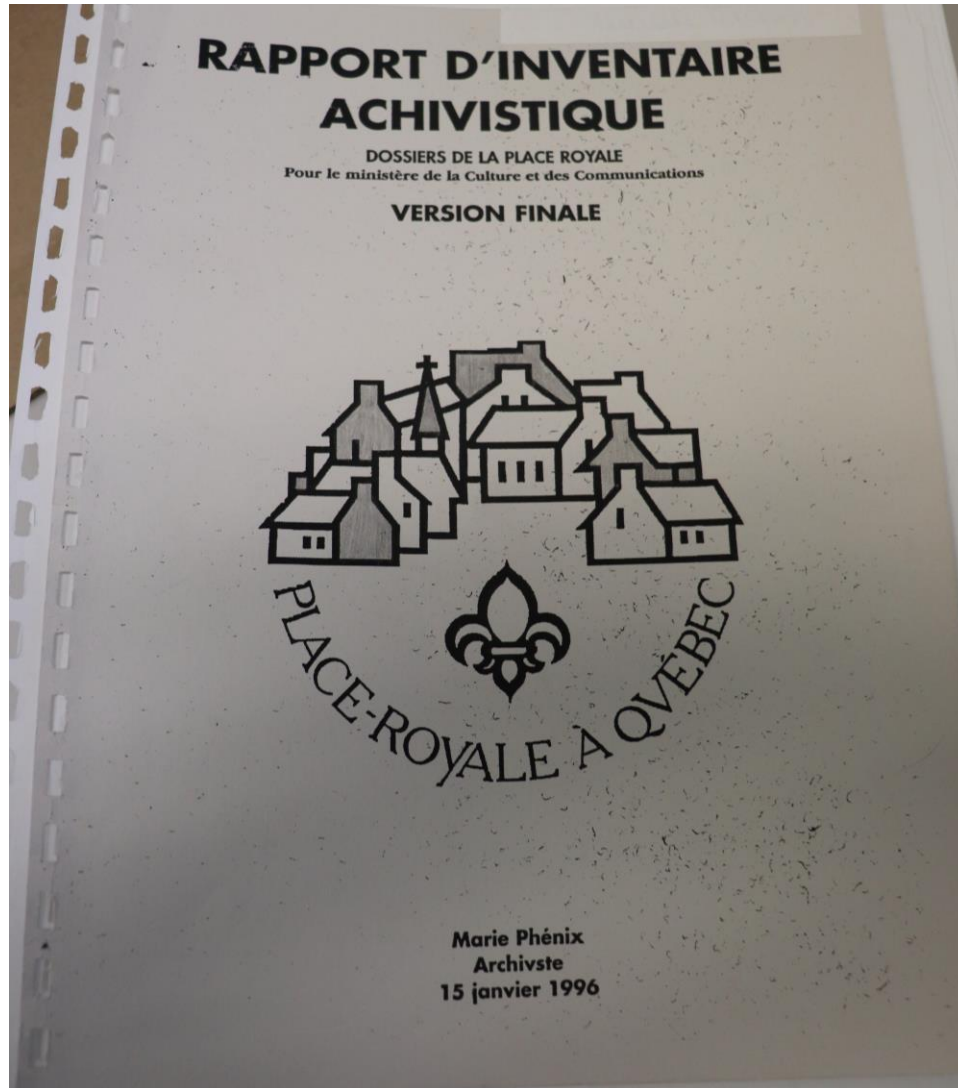 RAPPORT D'INVENTAIRE
ACHIVISTIQUE
DOSSIERS DE LA PLACE ROYALE
Pour le ministère de la Culture et des Communications
VERSION FINALE
PLACE-ROYALE À QVÉBEC
Marie Phénix
Archivste
15 janvier 1996